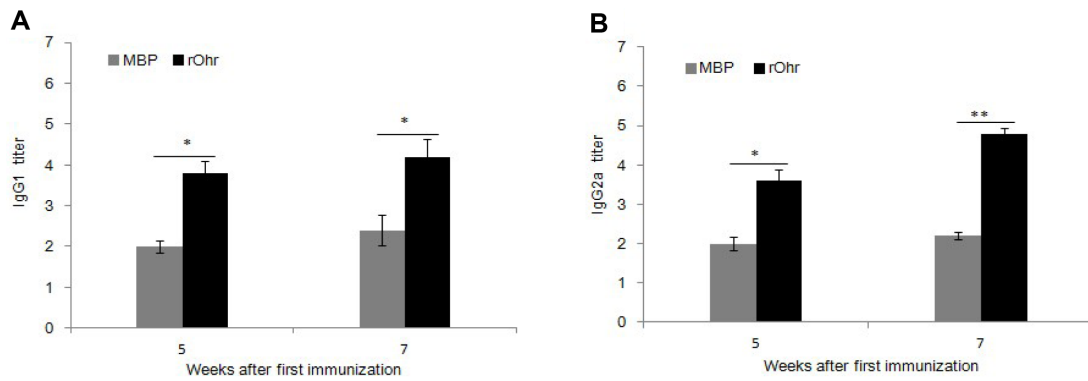 A
7
6
5
4
3
2
1
0
IgG1 titer
MBP rOhr
*
*
5 7
Weeks after first immunization
B
7
6
5
4
3
2
1
0
IgG2a titer
MBP rOhr
*
**
5 7
Weeks after first immunization